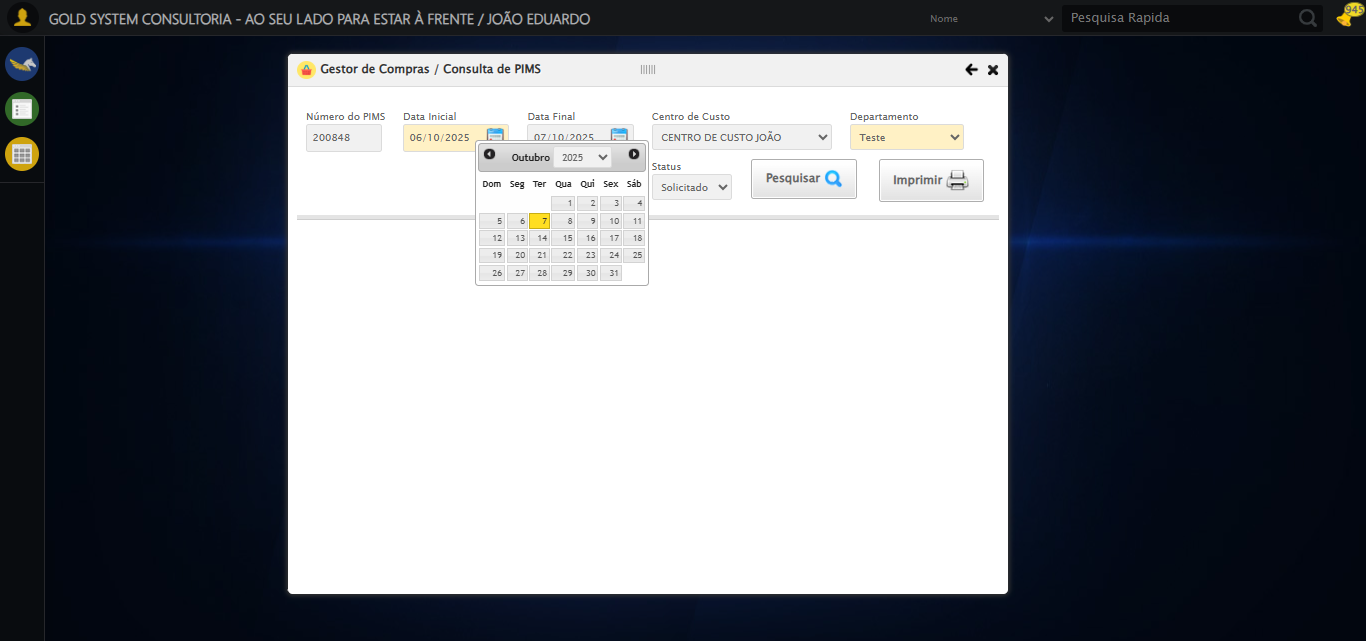 GOLD SYSTEM CONSULTORIA - AO SEU LADO PARA ESTAR À FRENTE / JOÃO EDUARDO
Nome
Pesquisa Rapida
945
Gestor de Compras / Consulta de PIMS
Número do PIMS
Data Inicial
Data Final
Centro de Custo
Departamento
200848
06/10/2025
07/10/2025
CENTRO DE CUSTO JOÃO
Teste
Outubro 2025
Status
Solicitado
Pesquisar
Imprimir
Dom Seg Ter Qua Qui Sex Sáb
1 2 3 4
5 6 7 8 9 10 11
12 13 14 15 16 17 18
19 20 21 22 23 24 25
26 27 28 29 30 31